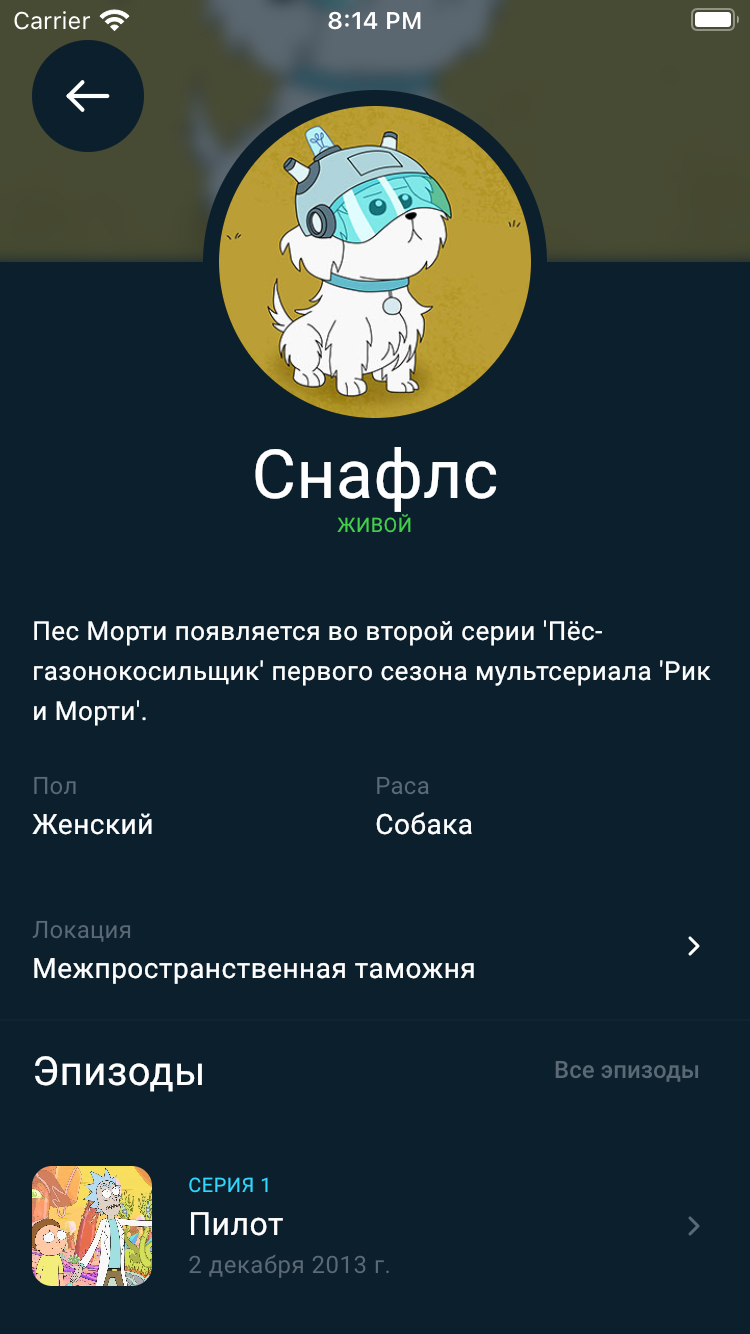 Carrier 8:14 PM
Снафлс
ЖИВОЙ
Пес Морти появляется во второй серии 'Пёс-
газонокосильщик' первого сезона мультсериала 'Рик
и Морти'.
Пол Раса
Женский Собака
Локация
Межпространственная таможня
Эпизоды Все эпизоды
СЕРИЯ 1
Пилот
2 декабря 2013 г.